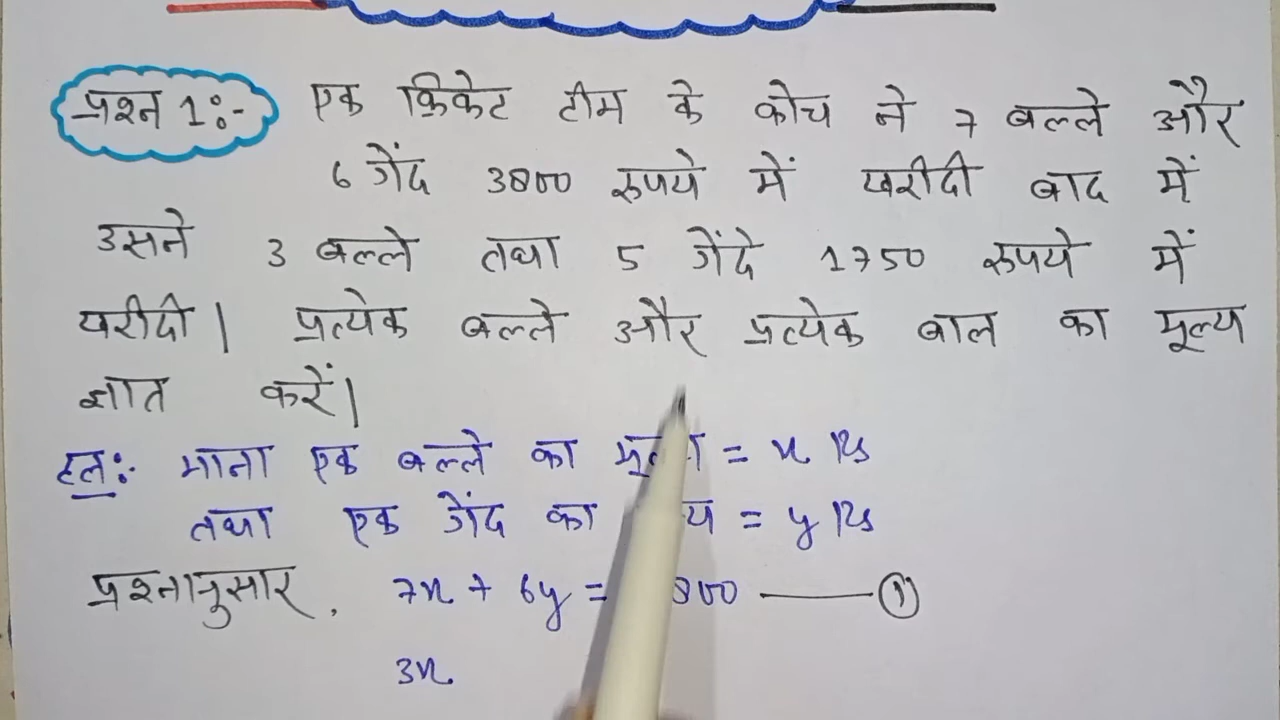 प्रश्न 1:- एक क्रिकेट टीम के कोच ने 7 बल्ले और
6 गेंद 3800 रुपये में खरीदी बाद में
उसने 3 बल्ले तथा 5 गेंदे 1750 रुपये में
खरीदी। प्रत्येक बल्ले और प्रत्येक बाल का मूल्य
ज्ञात करें।
हल:- माना एक बल्ले का = x Rs
तथा एक गेंद का = y Rs
प्रश्नानुसार, 7x + 6y = 800 —— 1
3x